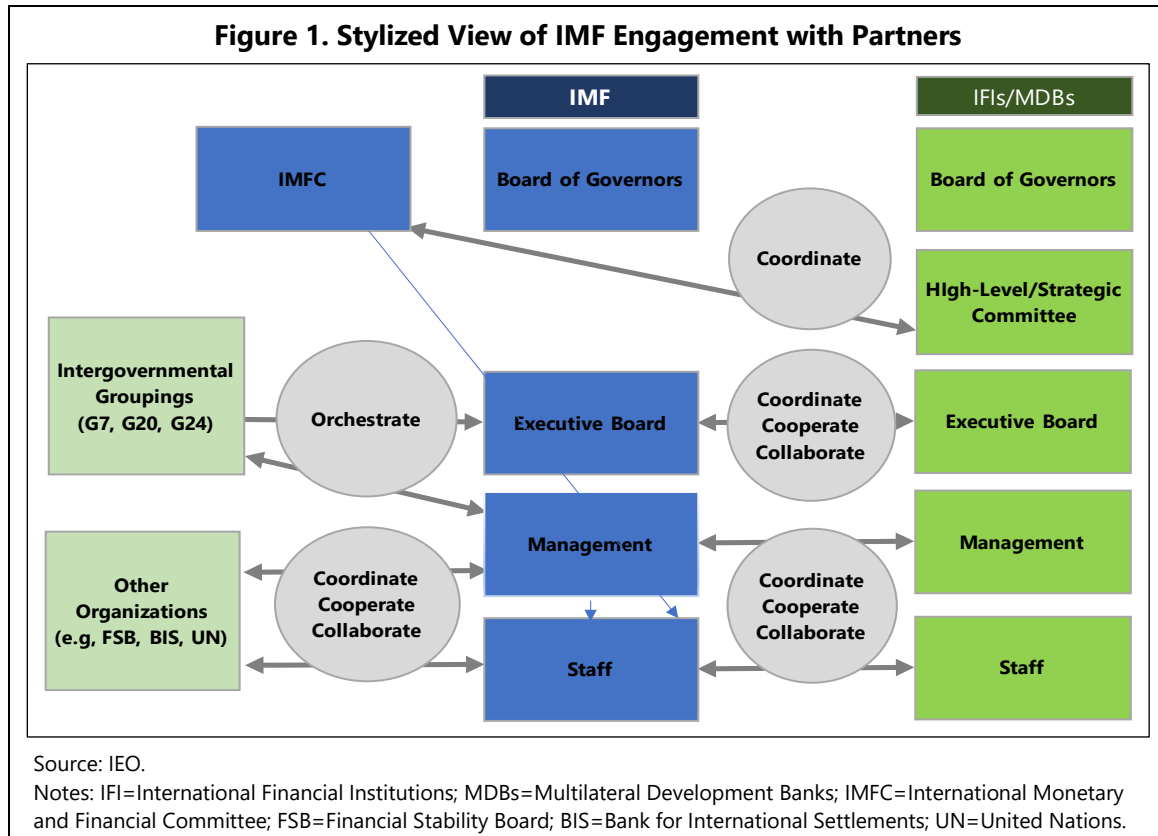 Figure 1. Stylized View of IMF Engagement with Partners
IMF
IFIs/MDBs
IMFC
Board of Governors
Board of Governors
Coordinate
HIgh-Level/Strategic
Committee
Intergovernmental
Groupings
(G7, G20, G24)
Orchestrate
Executive Board
Coordinate
Cooperate
Collaborate
Executive Board
Other
Organizations
(e.g, FSB, BIS, UN)
Coordinate
Cooperate
Collaborate
Management
Coordinate
Cooperate
Collaborate
Management
Staff
Staff
Source: IEO.
Notes: IFI=International Financial Institutions; MDBs=Multilateral Development Banks; IMFC=International Monetary
and Financial Committee; FSB=Financial Stability Board; BIS=Bank for International Settlements; UN=United Nations.